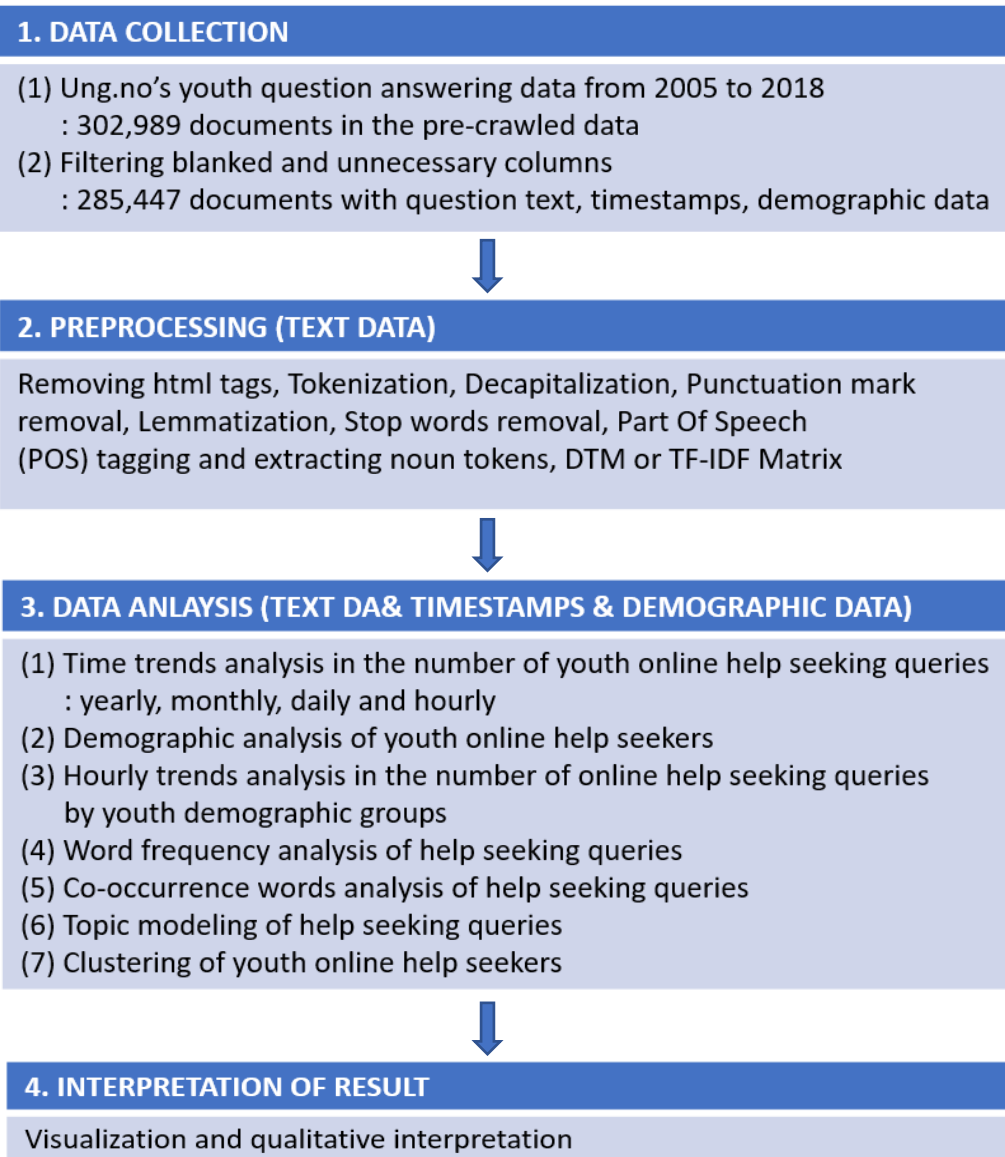 1. DATA COLLECTION
(1) Ung.no's youth question answering data from 2005 to 2018
: 302,989 documents in the pre-crawled data
(2) Filtering blanked and unnecessary columns
: 285,447 documents with question text, timestamps, demographic data
2. PREPROCESSING (TEXT DATA)
Removing html tags, Tokenization, Decapitalization, Punctuation mark
removal, Lemmatization, Stop words removal, Part Of Speech
(POS) tagging and extracting noun tokens, DTM or TF-IDF Matrix
3. DATA ANLAYSIS (TEXT DA& TIMESTAMPS & DEMOGRAPHIC DATA)
(1) Time trends analysis in the number of youth online help seeking queries
: yearly, monthly, daily and hourly
(2) Demographic analysis of youth online help seekers
(3) Hourly trends analysis in the number of online help seeking queries
by youth demographic groups
(4) Word frequency analysis of help seeking queries
(5) Co-occurrence words analysis of help seeking queries
(6) Topic modeling of help seeking queries
(7) Clustering of youth online help seekers
4. INTERPRETATION OF RESULT
Visualization and qualitative interpretation